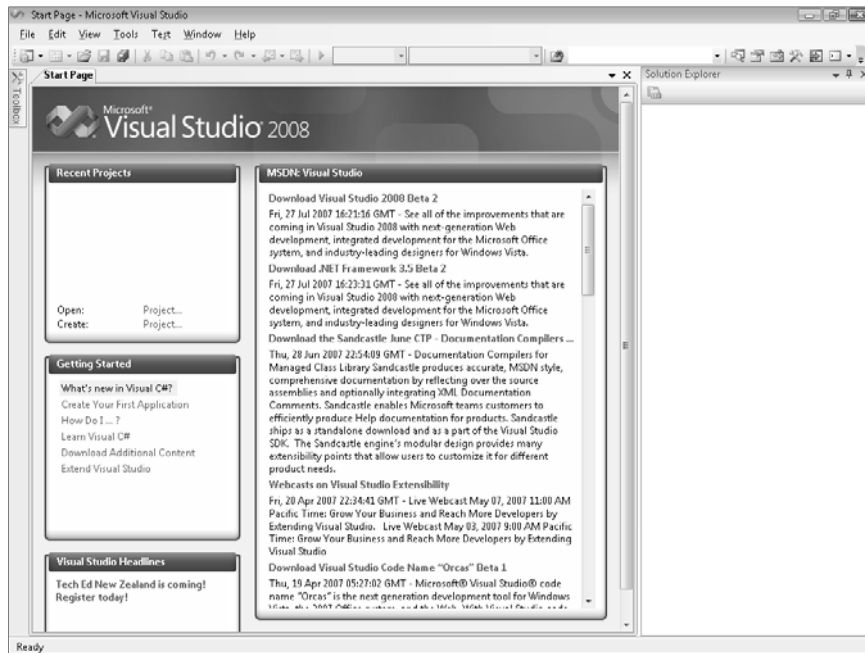 Start Page - Microsoft Visual Studio
File Edit View Tools Test Window Help
Toolbox
Start Page
Solution Explorer
Microsoft®
Visual Studio® 2008
Recent Projects
Open: Project...
Create: Project...
Getting Started
What's new in Visual C#?
Create Your First Application
How Do I ... ?
Learn Visual C#
Download Additional Content
Extend Visual Studio
Visual Studio Headlines
Tech Ed New Zealand is coming!
Register today!
MSDN: Visual Studio
Download Visual Studio 2008 Beta 2
Fri, 27 Jul 2007 16:21:16 GMT - See all of the improvements that are
coming in Visual Studio 2008 with next-generation Web
development, integrated development for the Microsoft Office
system, and industry-leading designers for Windows Vista.
Download .NET Framework 3.5 Beta 2
Fri, 27 Jul 2007 16:23:31 GMT - See all of the improvements that are
coming in Visual Studio 2008 with next-generation Web
development, integrated development for the Microsoft Office
system, and industry-leading designers for Windows Vista.
Download the Sandcastle June CTP - Documentation Compilers ...
Thu, 28 Jun 2007 22:54:09 GMT - Documentation Compilers for
Managed Class Library Sandcastle produces accurate, MSDN style,
comprehensive documentation by reflecting over the source
assemblies and optionally integrating XML Documentation
Comments. Sandcastle enables Microsoft teams customers to
efficiently produce Help documentation for products. Sandcastle
ships as a standalone download and as a part of the Visual Studio
SDK. The Sandcastle engine's modular design provides many
extensibility points that allow users to customize it for different
product needs.
Webcasts on Visual Studio Extensibility
Fri, 20 Apr 2007 22:34:41 GMT - Live Webcast May 07, 2007 11:00 AM
Pacific Time: Grow Your Business and Reach More Developers by
Extending Visual Studio. Live Webcast May 03, 2007 9:00 AM Pacific
Time: Grow Your Business and Reach More Developers by Extending
Visual Studio
Download Visual Studio Code Name "Orcas" Beta 1
Thu, 19 Apr 2007 05:27:02 GMT - Microsoft® Visual Studio® code
name "Orcas" is the next generation development tool for Windows
Vista, the 2007 Office system, and the Web. With Visual Studio code
Ready